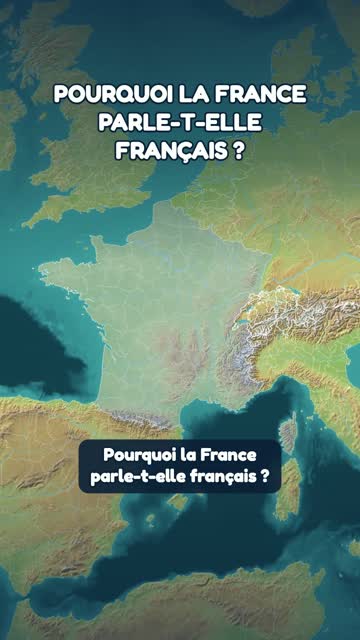 POURQUOI LA FRANCE
PARLE-T-ELLE
FRANÇAIS ?
Pourquoi la France
parle-t-elle français ?